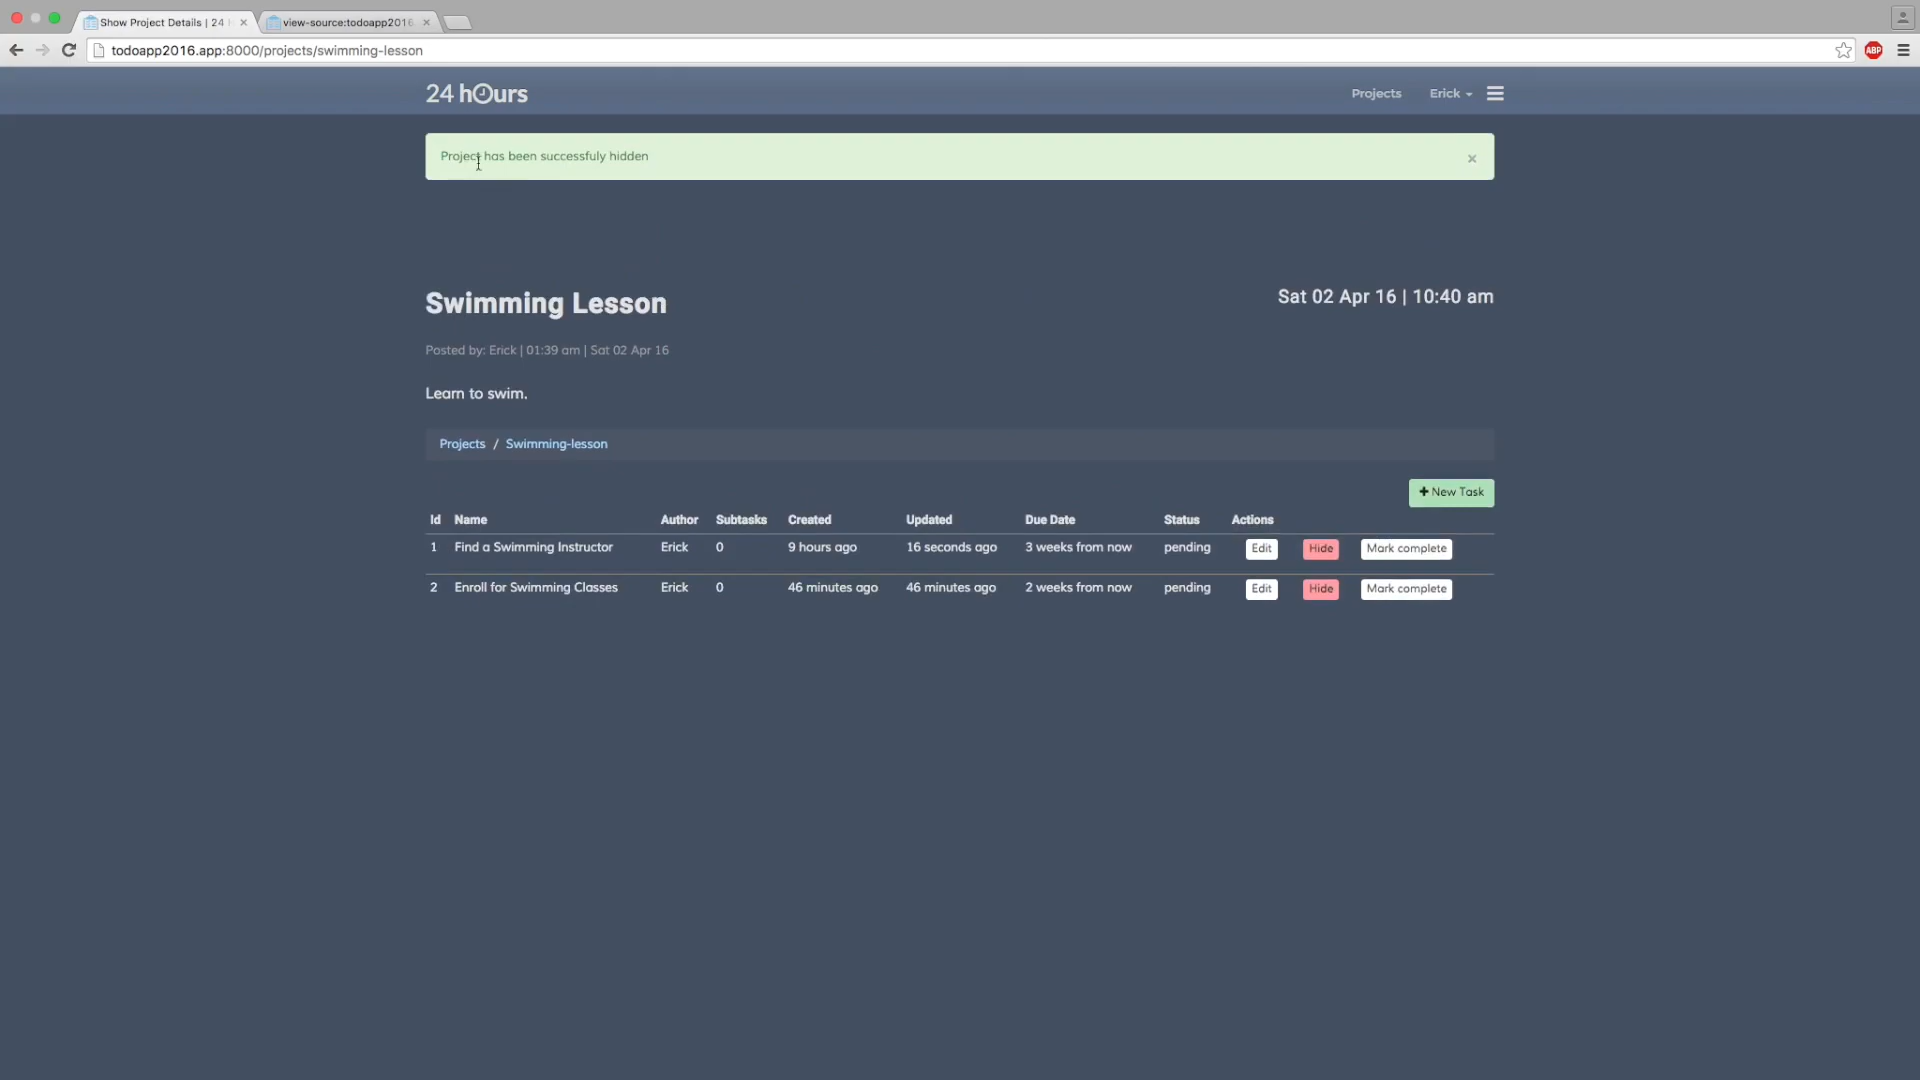 Show Project Details | 24
view-source:todoapp2016.
todoapp2016.app:8000/projects/swimming-lesson
ABP
24 hours
Projects
Erick
Project has been successfuly hidden
×
Swimming Lesson
Sat 02 Apr 16 | 10:40 am
Posted by: Erick | 01:39 am | Sat 02 Apr 16
Learn to swim.
Projects / Swimming-lesson
+ New Task
Id Name Author Subtasks Created Updated Due Date Status Actions
1 Find a Swimming Instructor Erick 0 9 hours ago 16 seconds ago 3 weeks from now pending Edit Hide Mark complete
2 Enroll for Swimming Classes Erick 0 46 minutes ago 46 minutes ago 2 weeks from now pending Edit Hide Mark complete